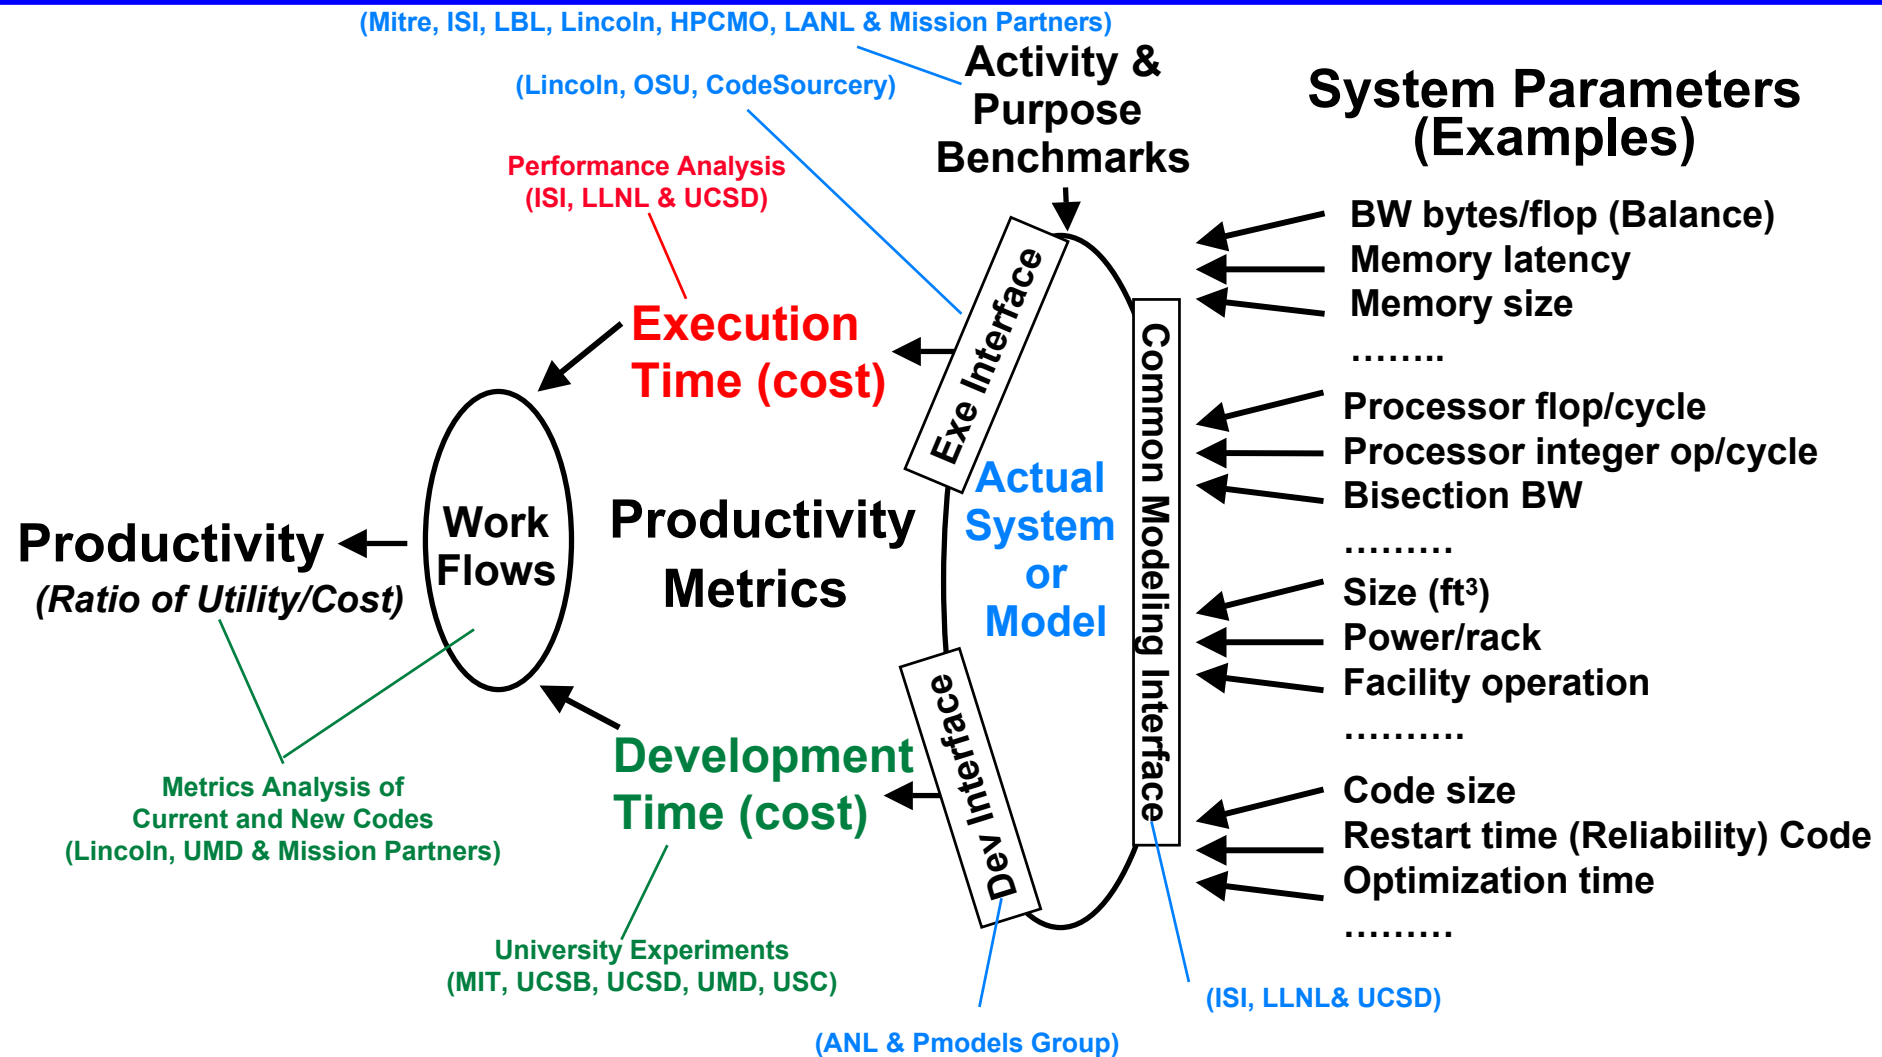 (Mitre, ISI, LBL, Lincoln, HPCMO, LANL & Mission Partners)
Activity &
Purpose
Benchmarks
(Lincoln, OSU, CodeSourcery)
Performance Analysis
(ISI, LLNL & UCSD)
System Parameters
(Examples)
Execution
Time (cost)
Exe Interface
Common Modeling Interface
BW bytes/flop (Balance)
Memory latency
Memory size
……..
Processor flop/cycle
Processor integer op/cycle
Bisection BW
………
Size (ft³)
Power/rack
Facility operation
……….
Code size
Restart time (Reliability) Code
Optimization time
………
Actual
System
or
Model
Productivity
Metrics
Work
Flows
Productivity
(Ratio of Utility/Cost)
Development
Time (cost)
Dev Interface
Metrics Analysis of
Current and New Codes
(Lincoln, UMD & Mission Partners)
University Experiments
(MIT, UCSB, UCSD, UMD, USC)
(ISI, LLNL& UCSD)
(ANL & Pmodels Group)